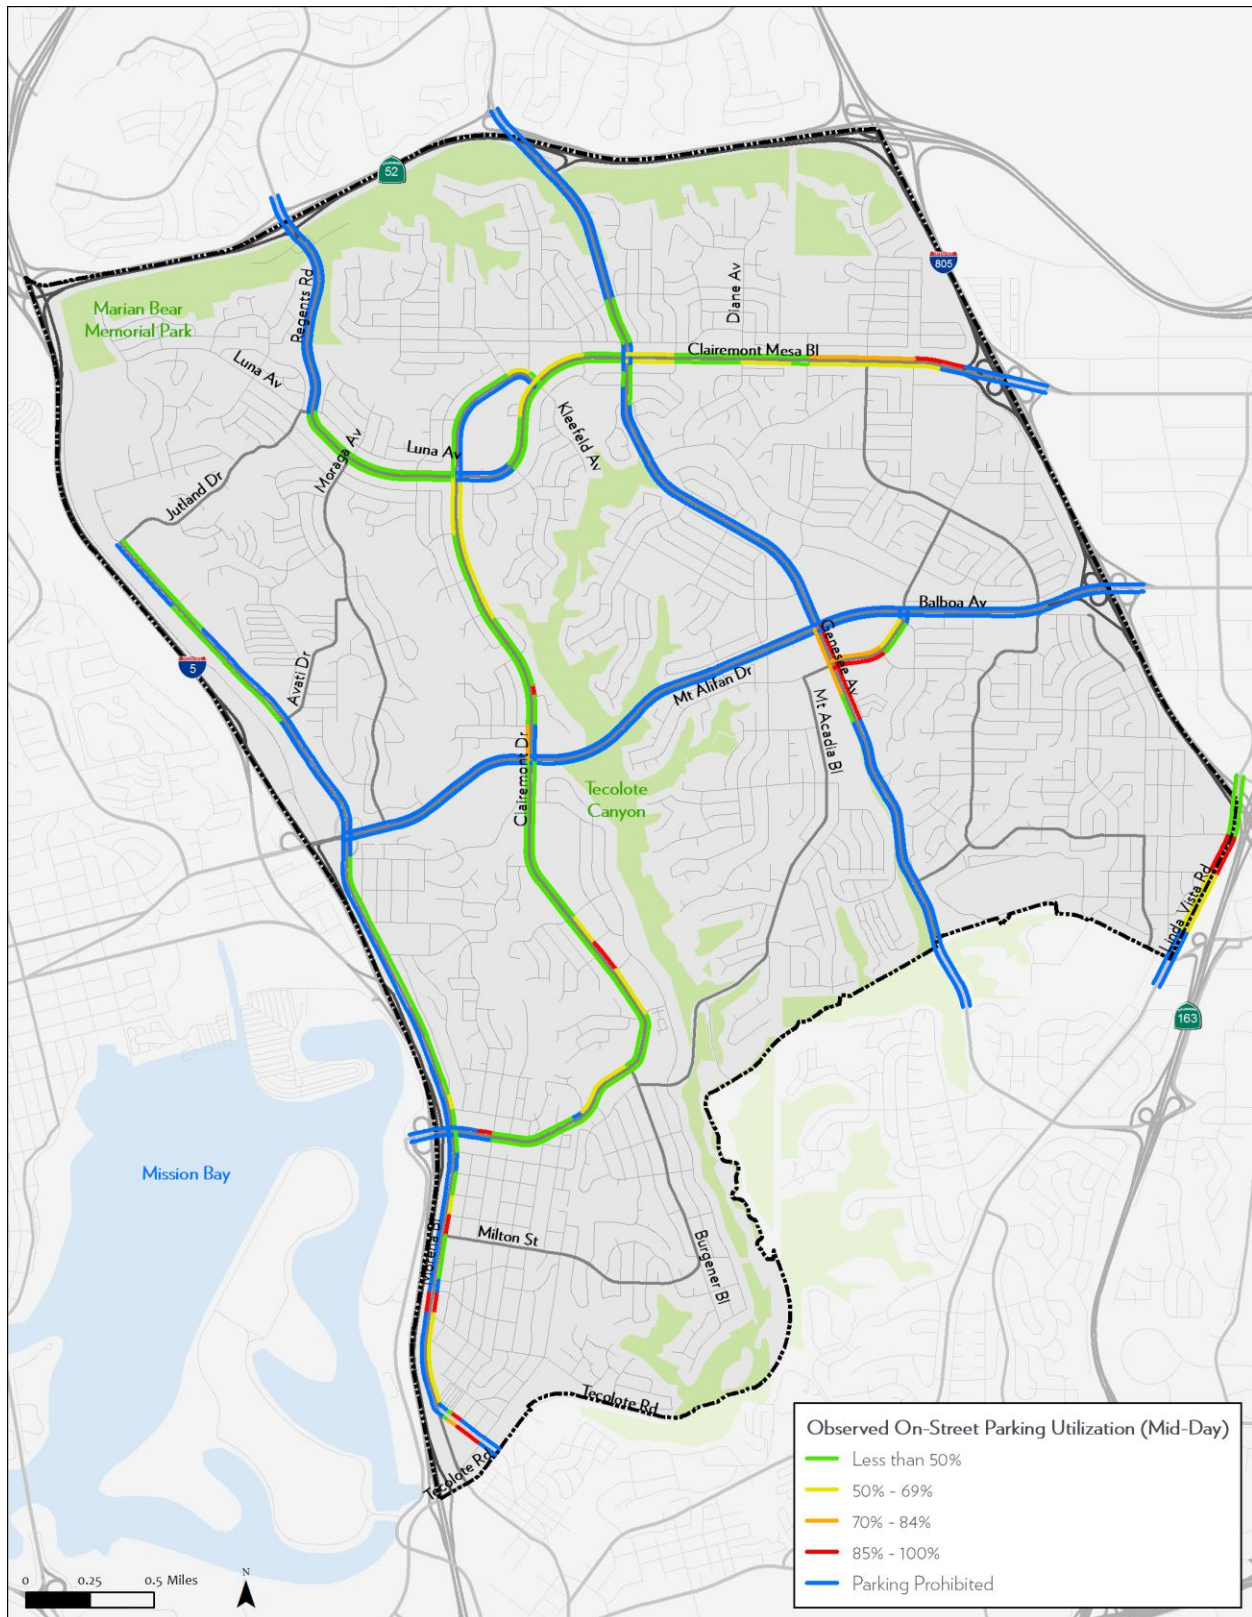 52
805
Regents Rd
Diane Av
Marian Bear
Memorial Park
Clairemont Mesa Bl
Luna Av
Kleefeld Av
Luna Av
Moraga Av
Jutland Dr
Balboa Av
Genesee Av
5
Avati Dr
Mt Alifan Dr
Mt Acadia Bl
Clairemont Dr
Tecolote
Canyon
Linda Vista Rd
163
Mission Bay
Milton St
Morena Bl
Burgener Bl
Tecolote Rd
Tecolote Rd
Observed On-Street Parking Utilization (Mid-Day)
Less than 50%
50% - 69%
70% - 84%
85% - 100%
Parking Prohibited
0 0.25 0.5 Miles
N